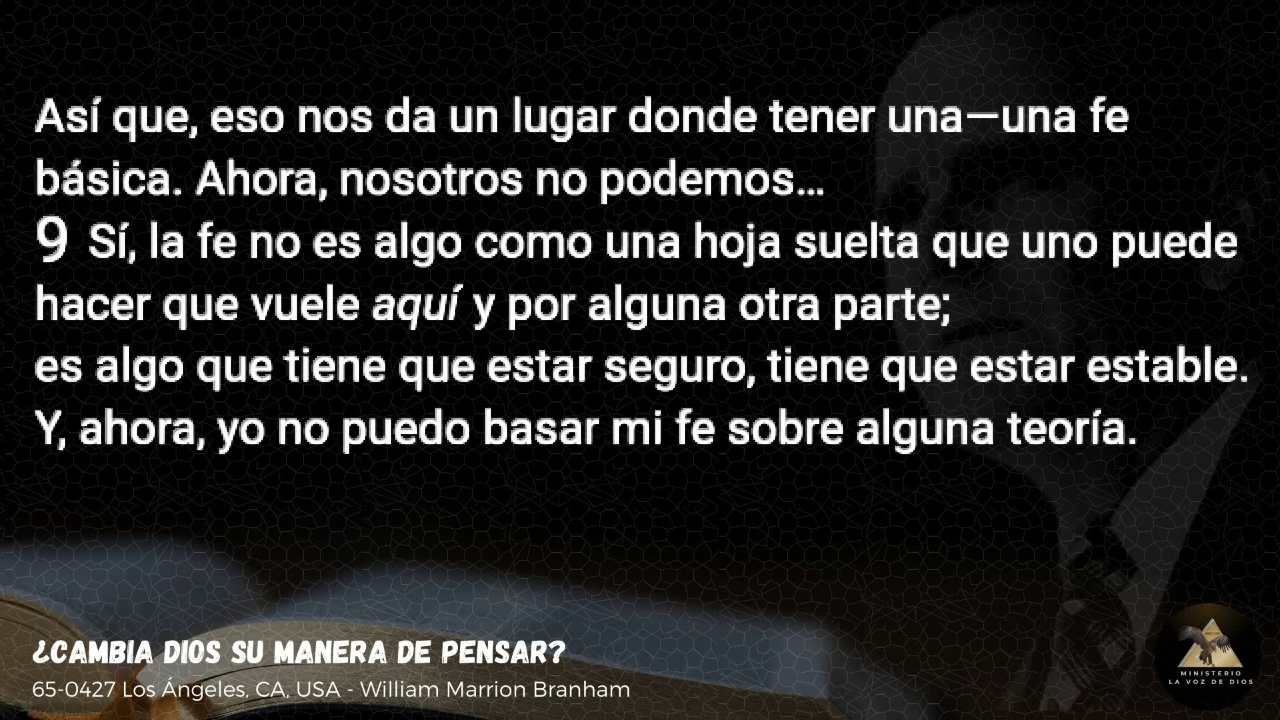 Así que, eso nos da un lugar donde tener una—una fe
básica. Ahora, nosotros no podemos...
9 Sí, la fe no es algo como una hoja suelta que uno puede
hacer que vuele aquí y por alguna otra parte;
es algo que tiene que estar seguro, tiene que estar estable.
Y, ahora, yo no puedo basar mi fe sobre alguna teoría.
¿CAMBIA DIOS SU MANERA DE PENSAR?
65-0427 Los Ángeles, CA, USA - William Marrion Branham
MINISTERIO
LA VOZ DE DIOS